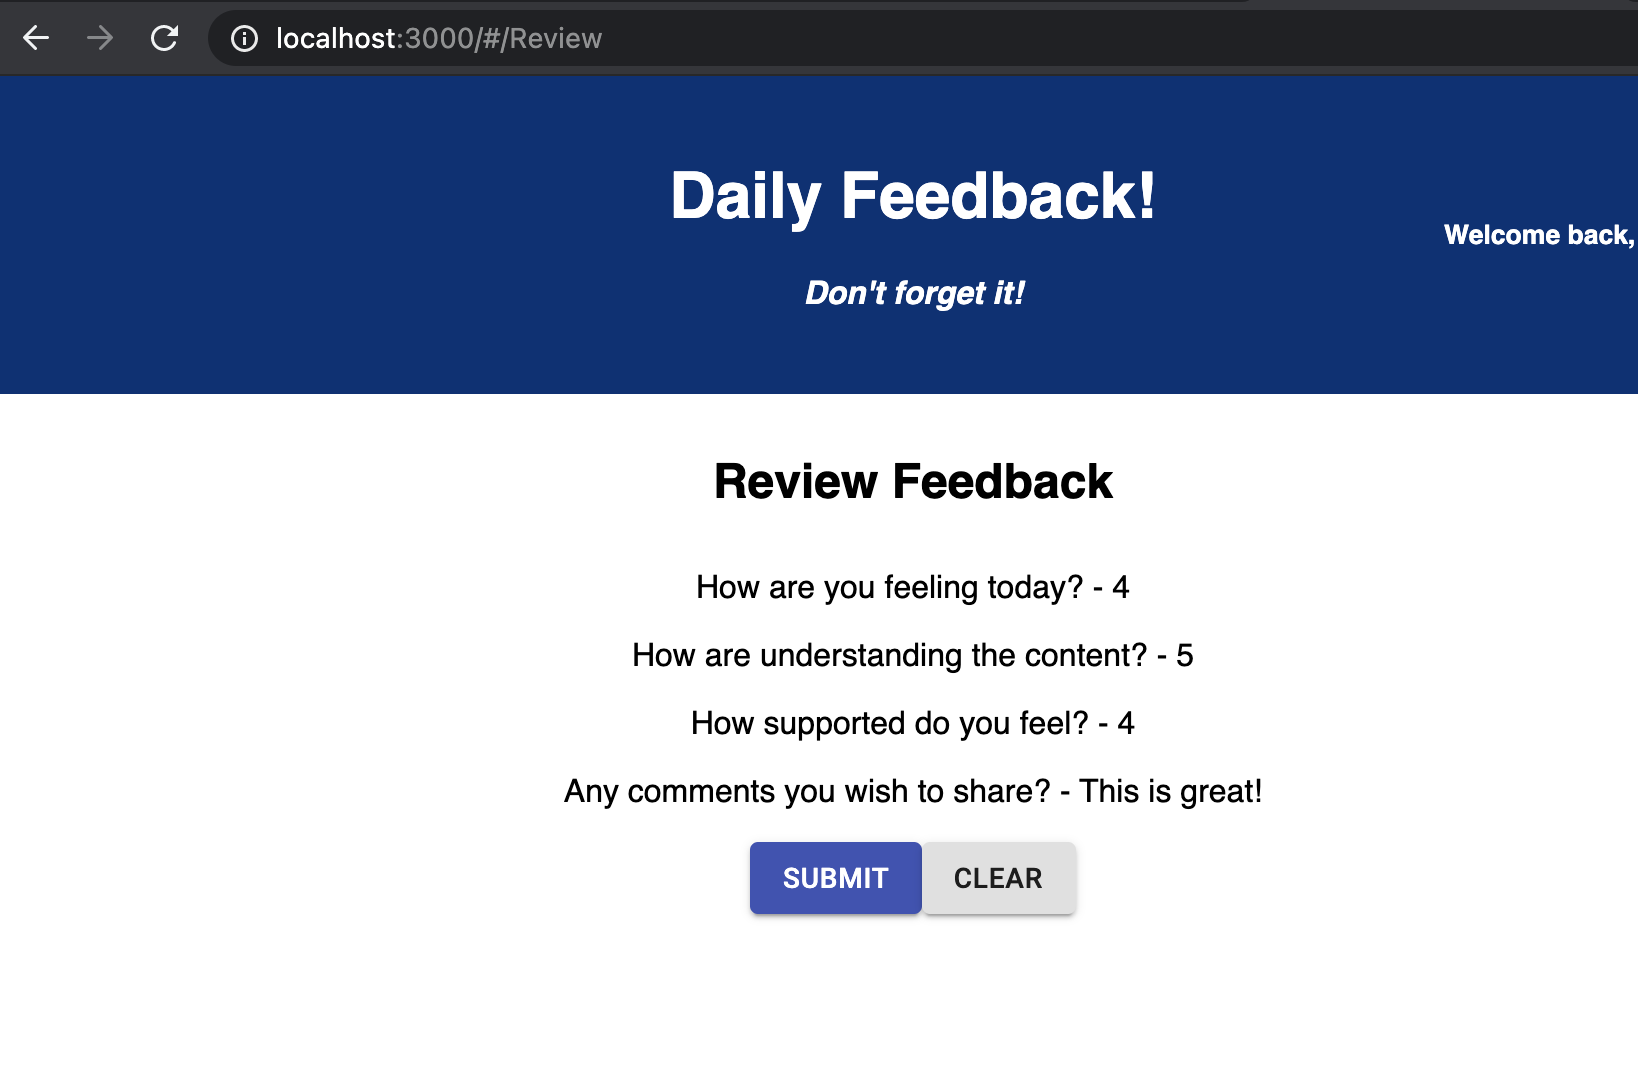 localhost:3000/#/Review
Daily Feedback!
Welcome back,
Don't forget it!
Review Feedback
How are you feeling today? - 4
How are understanding the content? - 5
How supported do you feel? - 4
Any comments you wish to share? - This is great!
SUBMIT CLEAR